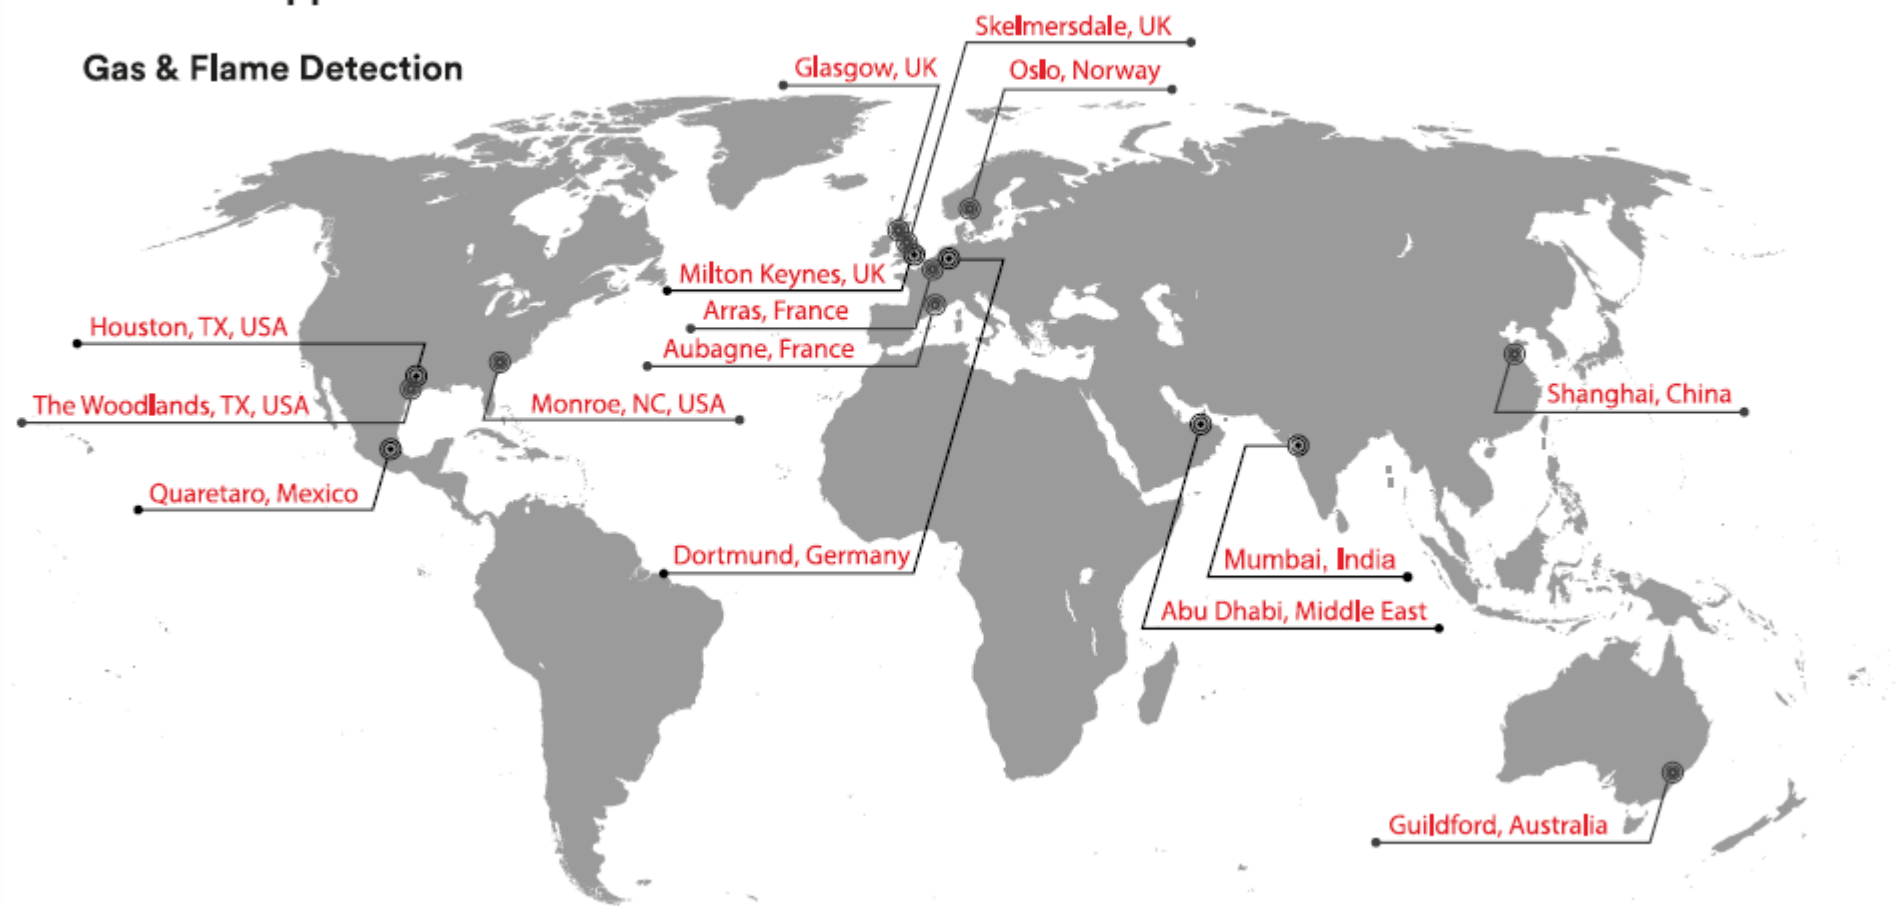 Gas & Flame Detection
Skelmersdale, UK
Glasgow, UK
Oslo, Norway
Milton Keynes, UK
Arras, France
Aubagne, France
Houston, TX, USA
The Woodlands, TX, USA
Monroe, NC, USA
Quaretaro, Mexico
Dortmund, Germany
Shanghai, China
Mumbai, India
Abu Dhabi, Middle East
Guildford, Australia